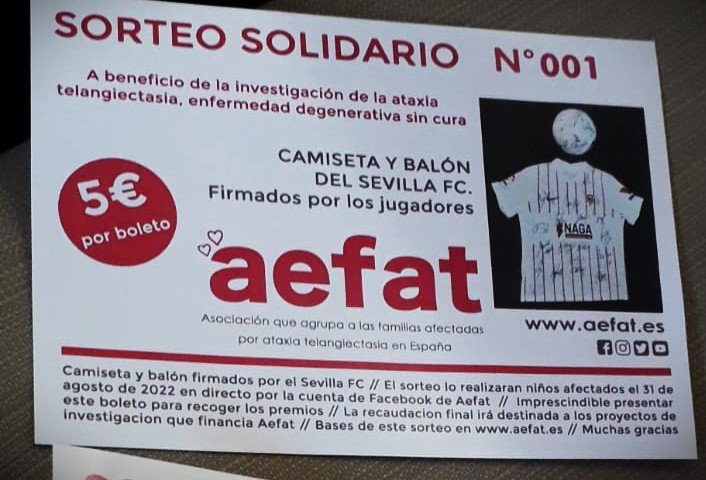 SORTEO SOLIDARIO N°001
A beneficio de la investigación de la ataxia
telangiectasia, enfermedad degenerativa sin cura
5€
por boleto
CAMISETA Y BALÓN
DEL SEVILLA FC.
Firmados por los jugadores
NAGA
aefat
Asociación que agrupa a las familias afectadas
por ataxia telangiectasia en España
www.aefat.es
Camiseta y balón firmados por el Sevilla FC // El sorteo lo realizaran niños afectados el 31 de
agosto de 2022 en directo por la cuenta de Facebook de Aefat // Imprescindible presentar
este boleto para recoger los premios // La recaudacion final irá destinada a los proyectos de
investigacion que financia Aefat // Bases de este sorteo en www.aefat.es // Muchas gracias